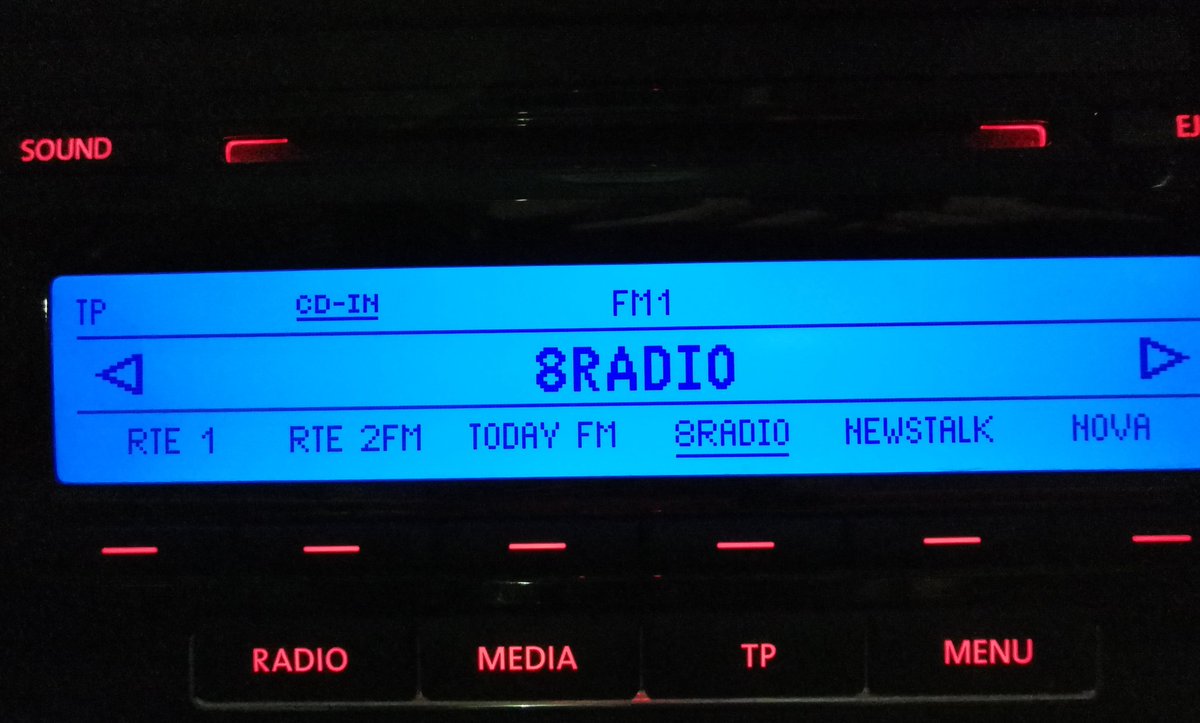 SOUND EJ
TP CD-IN FM1
8RADIO
RTE 1 RTE 2FM TODAY FM 8RADIO NEWSTALK NOVA
RADIO MEDIA TP MENU